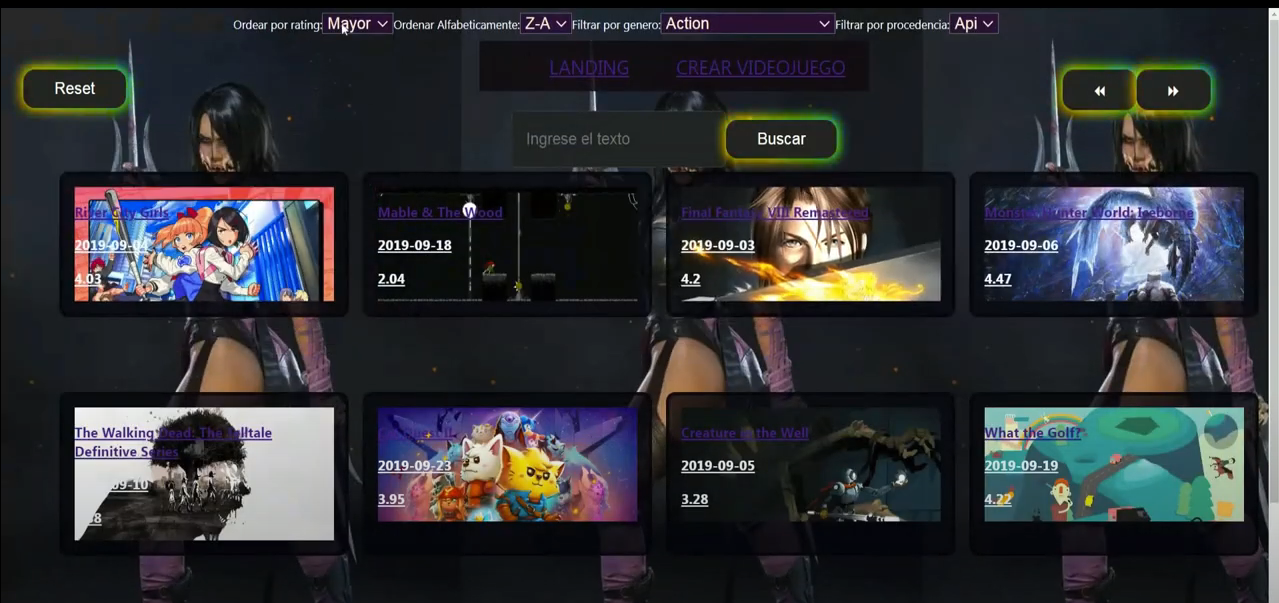 Ordear por rating: Mayor Ordenar Alfabeticamente: Z-A Filtrar por genero: Action Filtrar por procedencia: Api
LANDING CREAR VIDEOJUEGO
Reset
Ingrese el texto Buscar
River City Girls
2019-09-04
4.03
Mable & The Wood
2019-09-18
2.04
Final Fantasy VIII Remastered
2019-09-03
4.2
Monster Hunter World: Iceborne
2019-09-06
4.47
The Walking Dead: The Telltale
Definitive Series
09-10
2019-09-23
3.95
Creature in the Well
2019-09-05
3.28
What the Golf?
2019-09-19
4.22